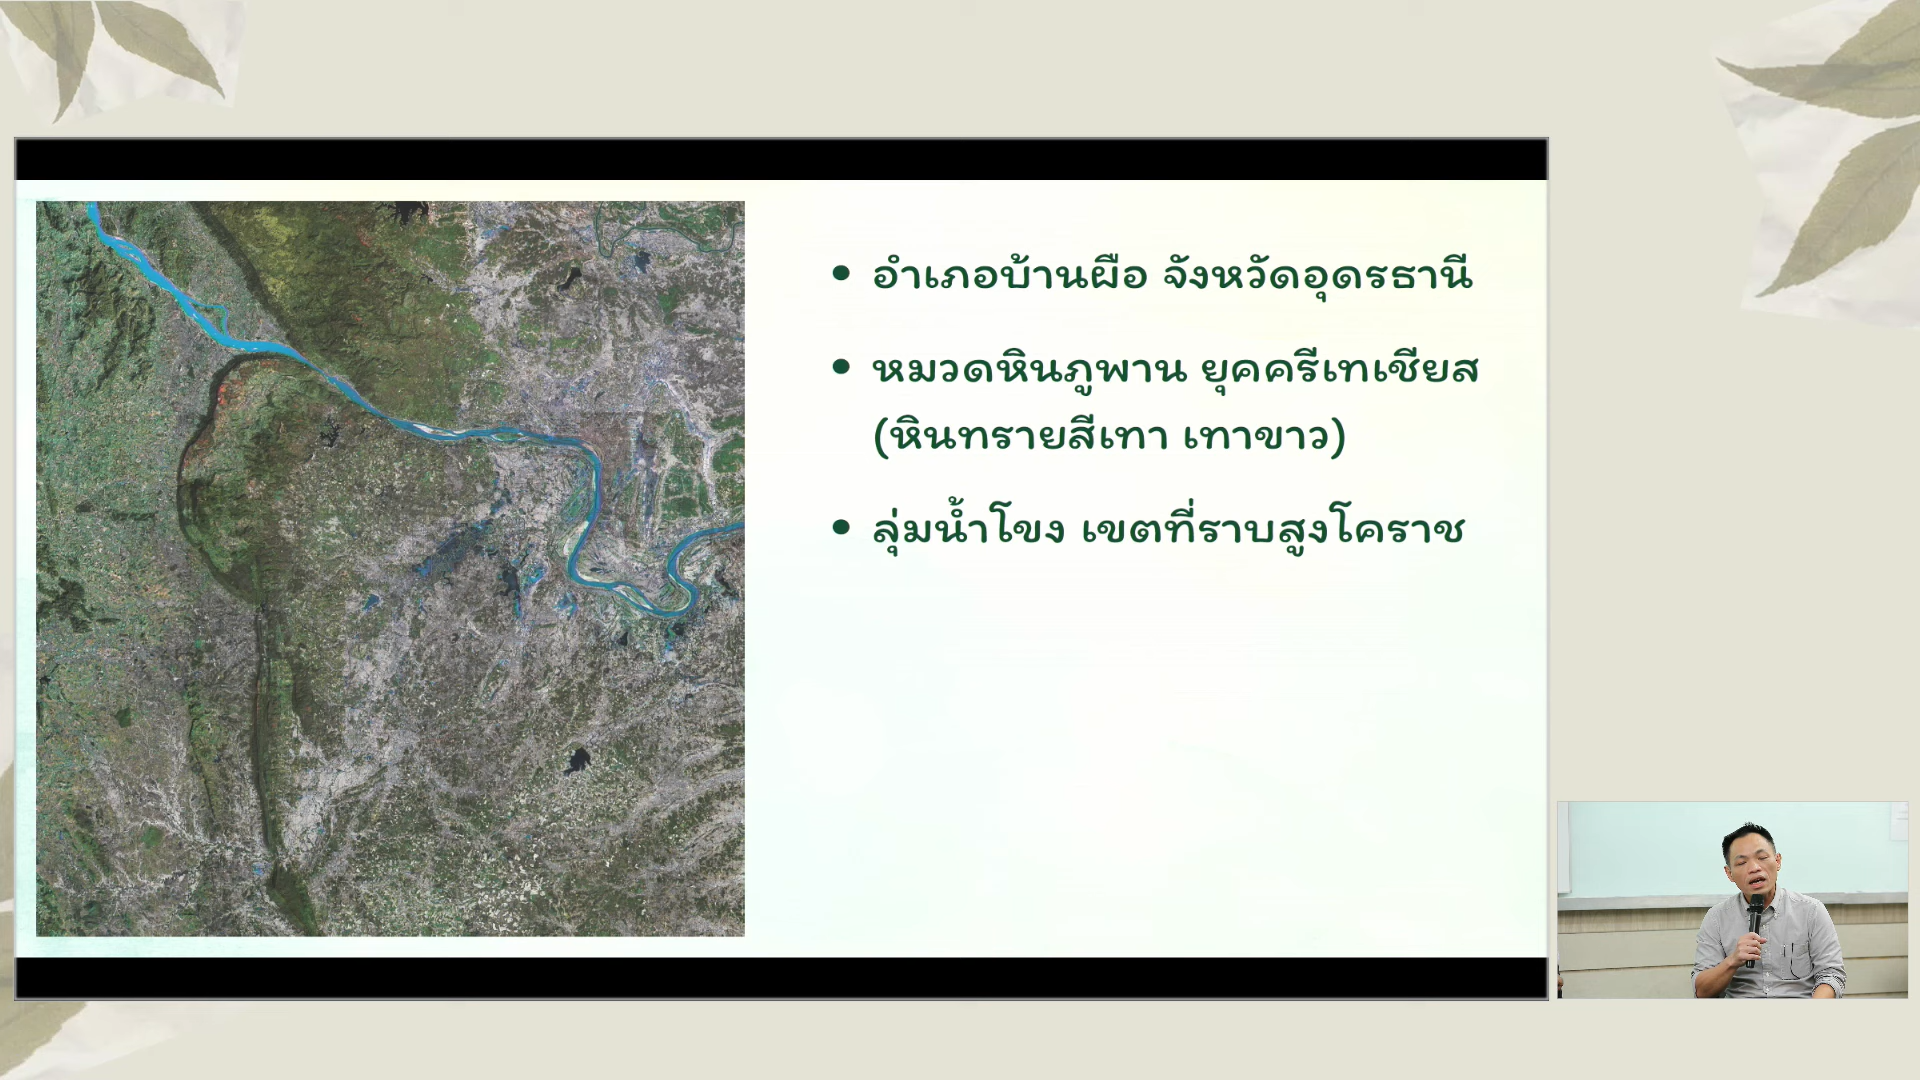 • อำเภอบ้านผือ จังหวัดอุดรธานี
• หมวดหินภูพาน ยุคครีเทเชียส
(หินทรายสีเทา เทาขาว)
• ลุ่มน้ำโขง เขตที่ราบสูงโคราช